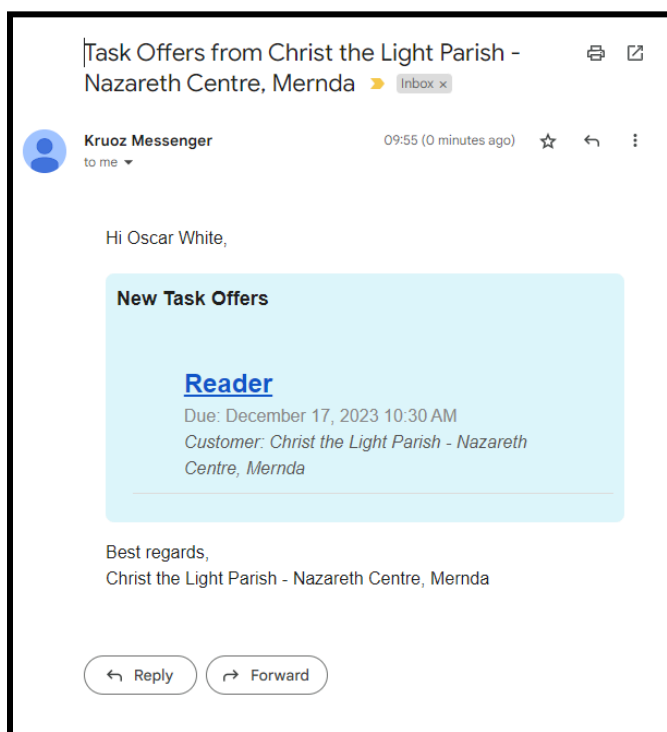 Task Offers from Christ the Light Parish -
Nazareth Centre, Mernda Inbox x
Kruoz Messenger 09:55 (0 minutes ago)
to me
Hi Oscar White,
New Task Offers
Reader
Due: December 17, 2023 10:30 AM
Customer: Christ the Light Parish - Nazareth
Centre, Mernda
Best regards,
Christ the Light Parish - Nazareth Centre, Mernda
Reply Forward